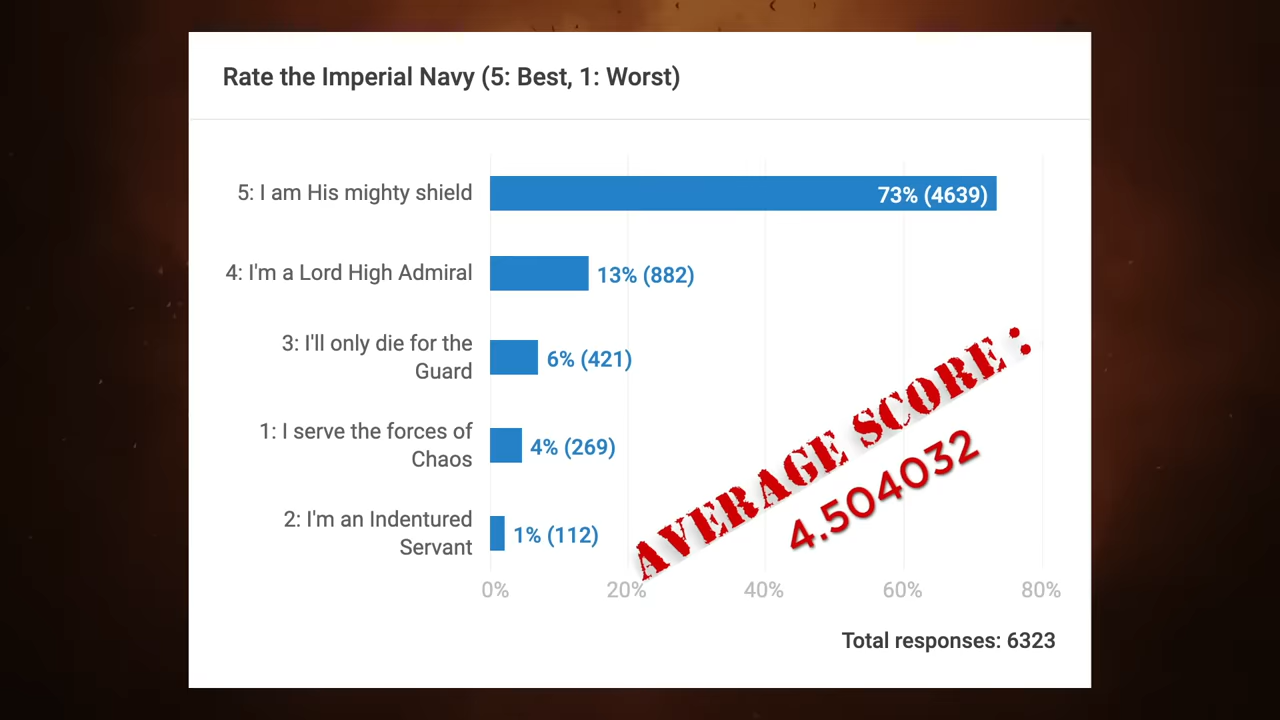 Rate the Imperial Navy (5: Best, 1: Worst)
5: I am His mighty shield
73% (4639)
4: I'm a Lord High Admiral
13% (882)
3: I'll only die for the
Guard
6% (421)
1: I serve the forces of
Chaos
4% (269)
2: I'm an Indentured
Servant
1% (112)
AVERAGE SCORE :
4.504032
0%
20%
40%
60%
80%
Total responses: 6323